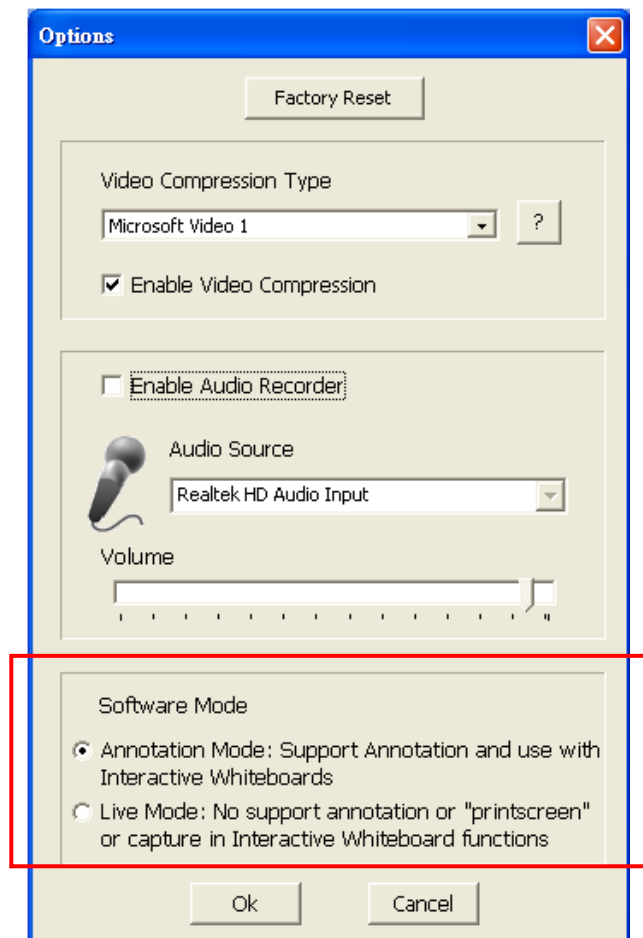 Options
Factory Reset
Video Compression Type
Microsoft Video 1
?
Enable Video Compression
Enable Audio Recorder
Audio Source
Realtek HD Audio Input
Volume
Software Mode
Annotation Mode: Support Annotation and use with
Interactive Whiteboards
Live Mode: No support annotation or "printscreen"
or capture in Interactive Whiteboard functions
Ok
Cancel